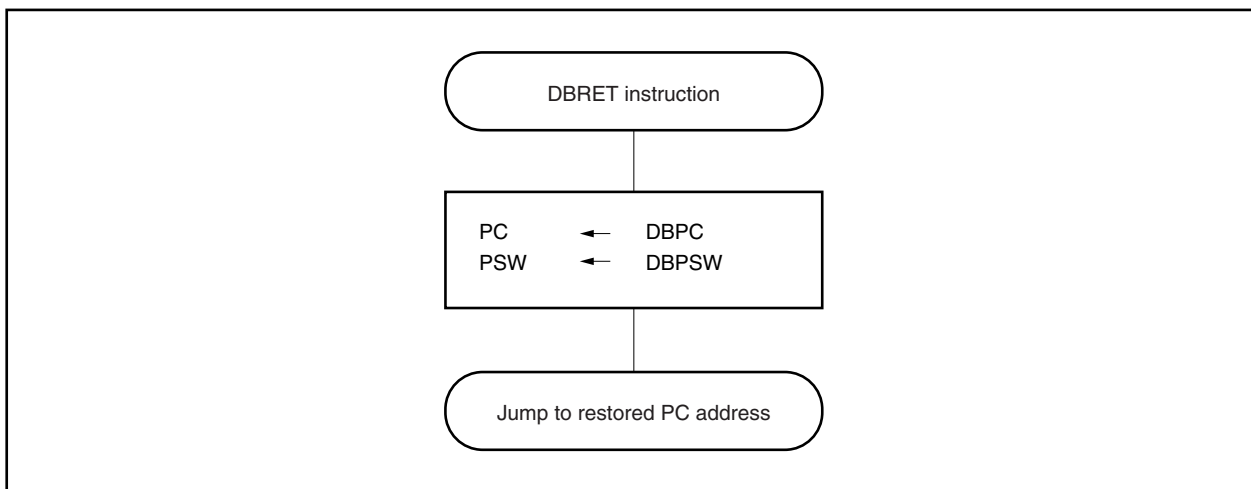 DBRET instruction
PC ← DBPC
PSW ← DBPSW
Jump to restored PC address